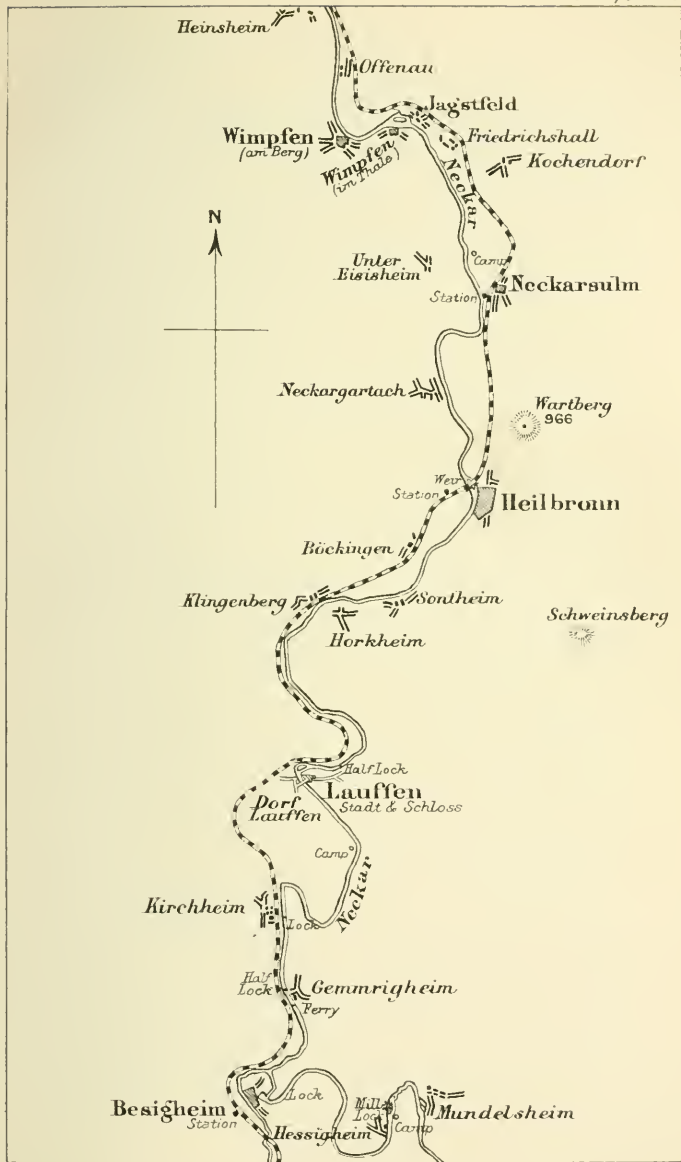 Heinsheim
Offenau
Jagstfeld
Wimpfen
(am Berg)
Wimpfen
(im Thale)
Friedrichshall
Kochendorf
Neckar
N
Camp
Unter
Eisisheim
Station
Neckarsulm
Neckargartach
Wartberg
966
Weir
Station
Heilbronn
Böckingen
Klingenberg
Sontheim
Horkheim
Schweinsberg
Half Lock
Lauffen
Stadt & Schloss
Dorf
Lauffen
Camp
Neckar
Kirchheim
Lock
Half
Lock
Gemmrigheim
Ferry
Besigheim
Station
Lock
Hessigheim
Mill
Lock
Camp
Mundelsheim